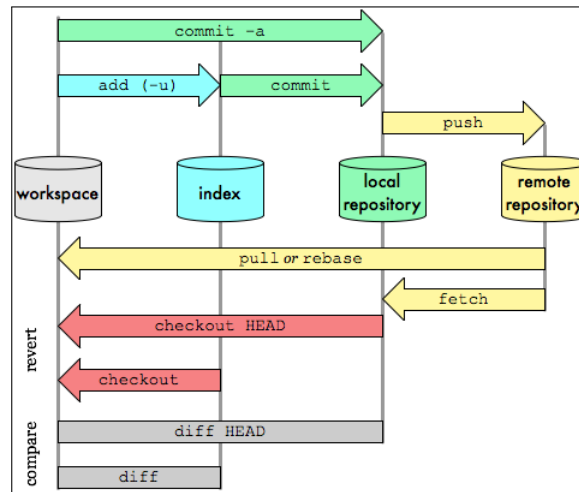 commit -a
add (-u)
commit
push
workspace
index
local
repository
remote
repository
pull or rebase
fetch
revert
checkout HEAD
checkout
compare
diff HEAD
diff